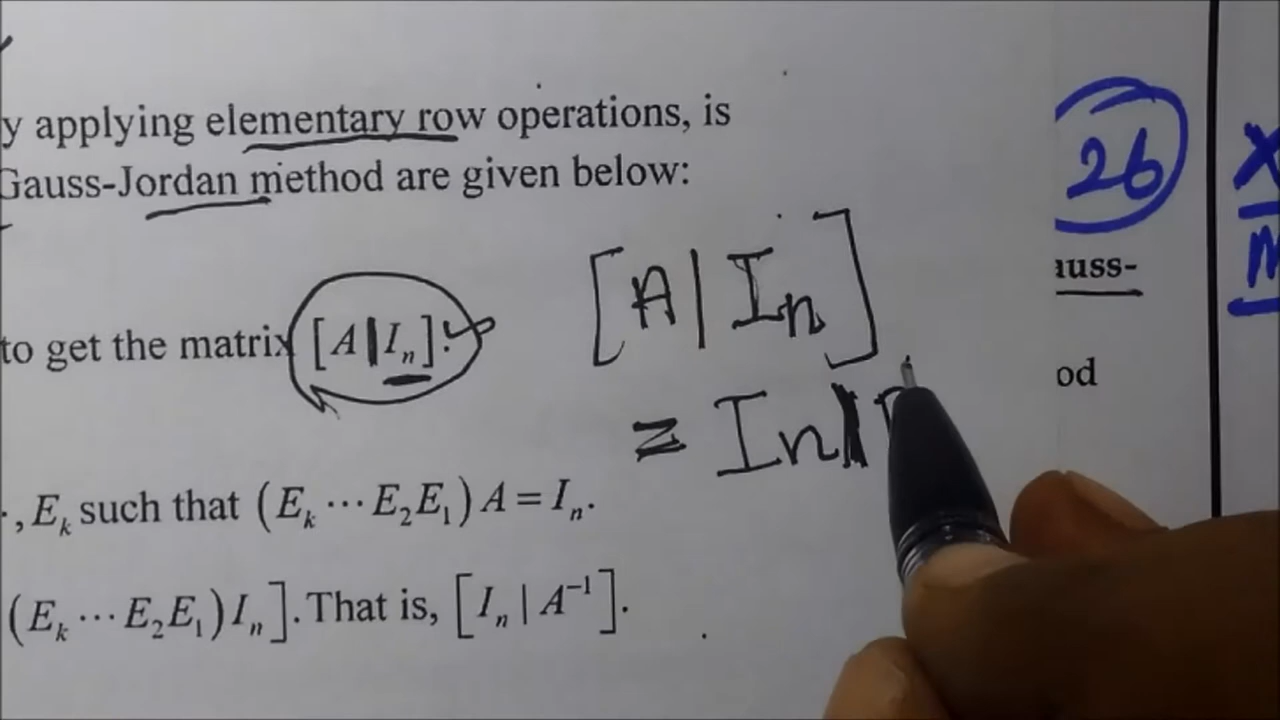 y applying elementary row operations, is
Gauss-Jordan method are given below:
26
auss-
to get the matrix [A|Iₙ].
[A|In]
od
= In|
, Eₖ such that (Eₖ ··· E₂E₁)A = Iₙ.
(Eₖ ··· E₂E₁)Iₙ]. That is, [Iₙ | A⁻¹].